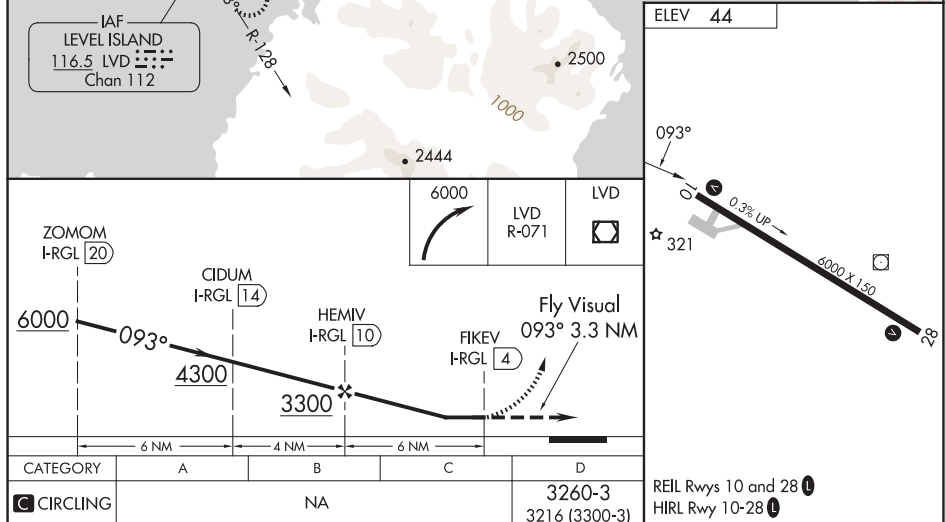 IAF
LEVEL ISLAND
116.5 LVD
Chan 112
R-128
2500
1000
2444
6000
LVD
R-071
LVD
ZOMOM
I-RGL 20
CIDUM
I-RGL 14
HEMIV
I-RGL 10
FIKEV
I-RGL 4
Fly Visual
093° 3.3 NM
6000
093°
4300
3300
6 NM
4 NM
6 NM
CATEGORY A B C D
C CIRCLING NA 3260-3
3216 (3300-3)
ELEV 44
093°
10
V
0.3% UP
321
6000 X 150
V
28
REIL Rwys 10 and 28 L
HIRL Rwy 10-28 L